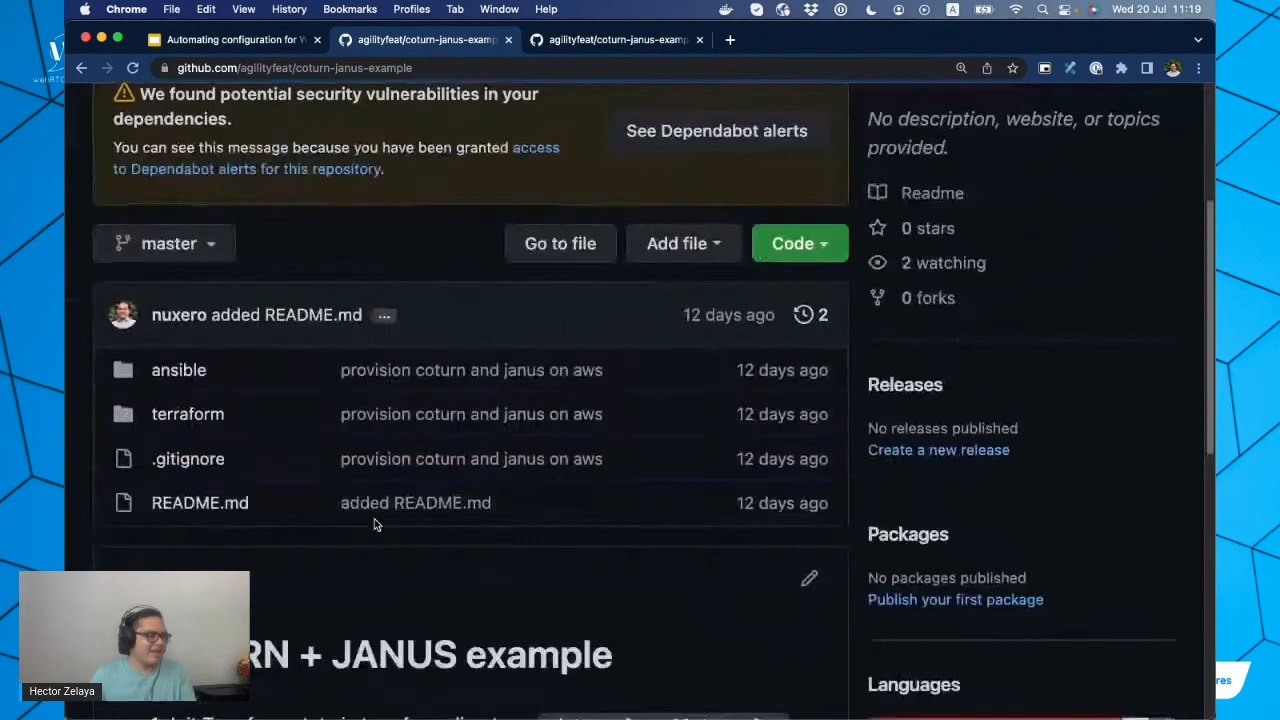 Chrome File Edit View History Bookmarks Profiles Tab Window Help
A
Wed 20 Jul 11:19
Automating configuration for
agilityfeat/coturn-janus-examp
agilityfeat/coturn-janus-examp
github.com/agilityfeat/coturn-janus-example
We found potential security vulnerabilities in your
dependencies.
You can see this message because you have been granted access
to Dependabot alerts for this repository.
See Dependabot alerts
No description, website, or topics
provided.
Readme
0 stars
2 watching
0 forks
master
Go to file
Add file
Code
nuxero added README.md ...
12 days ago
2
ansible provision coturn and janus on aws 12 days ago
terraform provision coturn and janus on aws 12 days ago
.gitignore provision coturn and janus on aws 12 days ago
README.md added README.md 12 days ago
Releases
No releases published
Create a new release
Packages
No packages published
Publish your first package
Languages
RN + JANUS example
Hector Zelaya
res